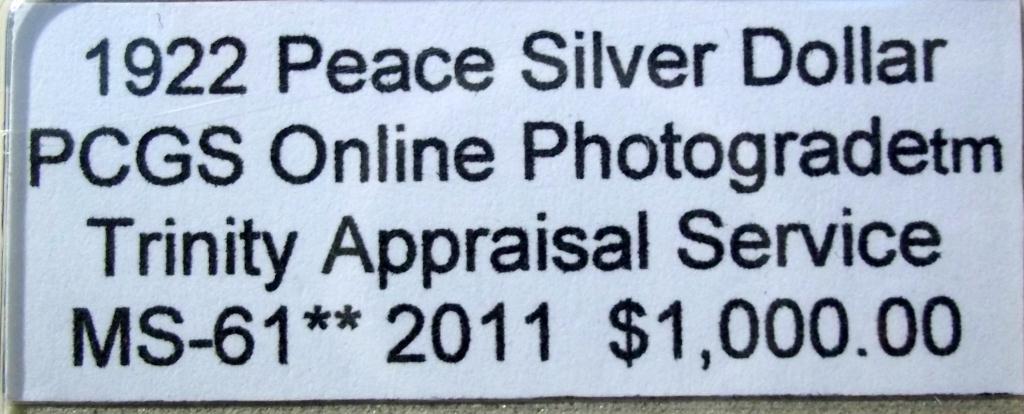 1922 Peace Silver Dollar
PCGS Online Photogradetm
Trinity Appraisal Service
MS-61** 2011 $1,000.00